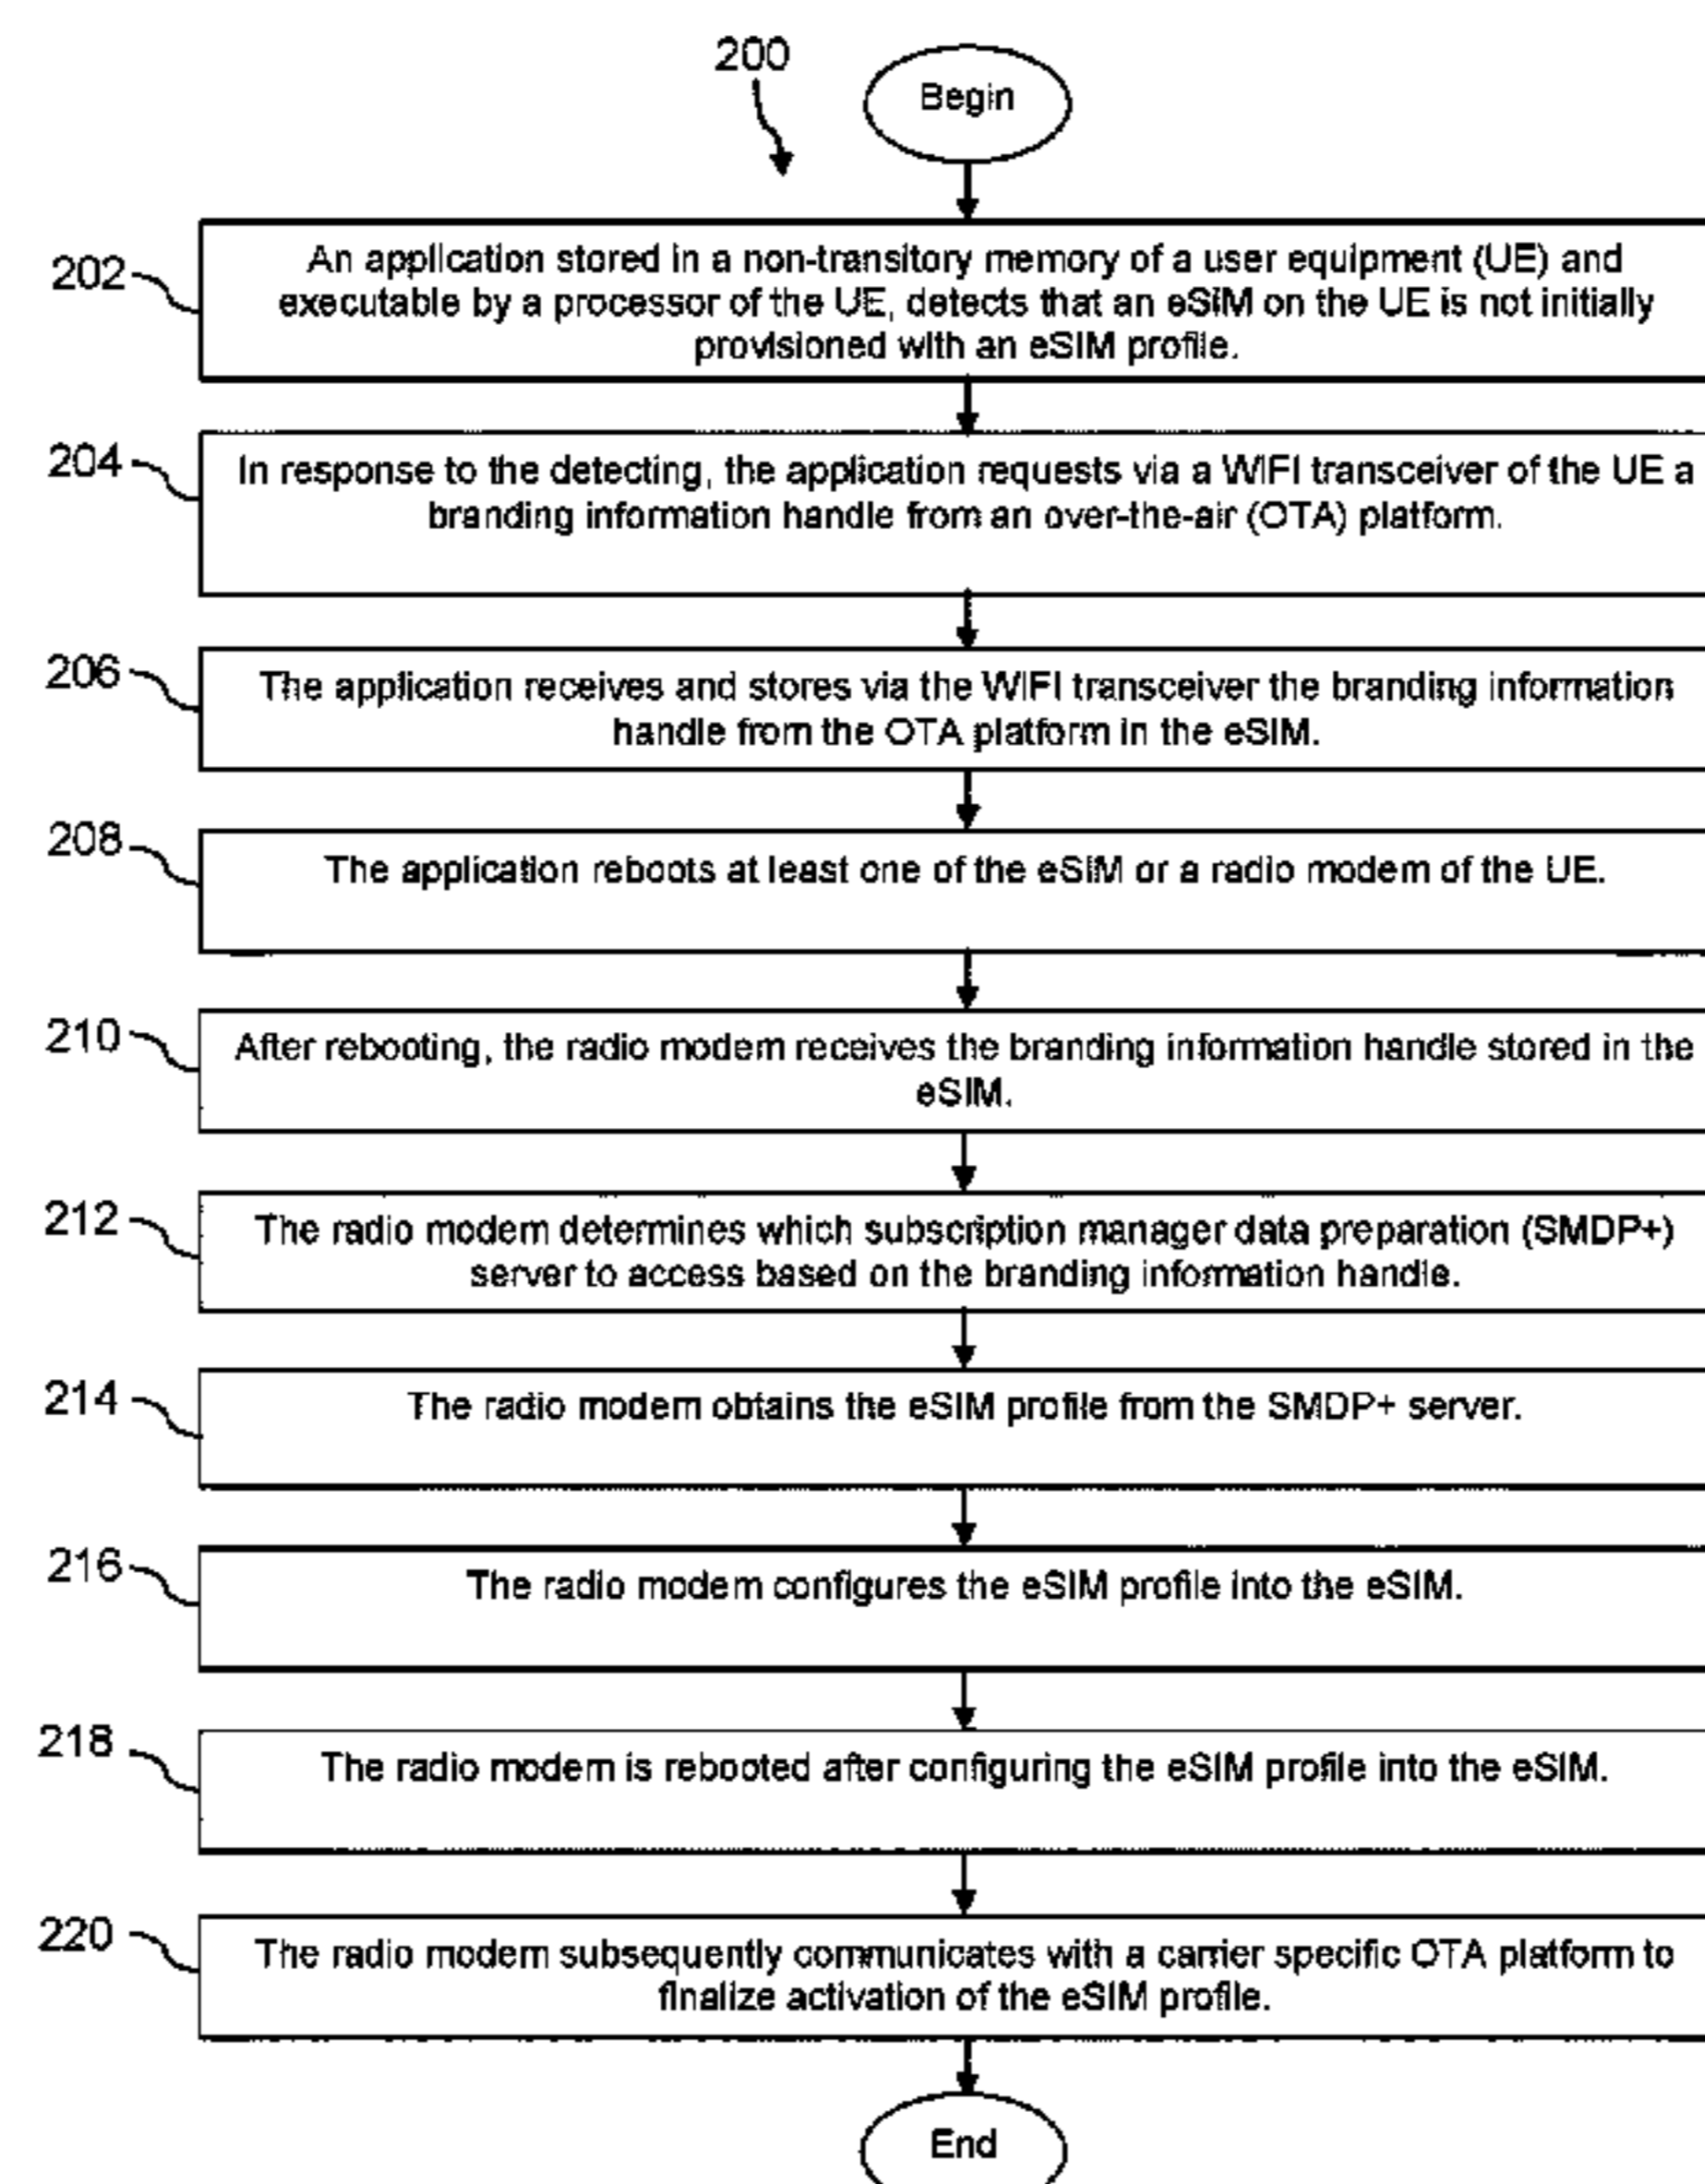 200
Begin
202
An application stored in a non-transitory memory of a user equipment (UE) and
executable by a processor of the UE, detects that an eSIM on the UE is not initially
provisioned with an eSIM profile.
204
In response to the detecting, the application requests via a WIFI transceiver of the UE a
branding information handle from an over-the-air (OTA) platform.
206
The application receives and stores via the WIFI transceiver the branding information
handle from the OTA platform in the eSIM.
208
The application reboots at least one of the eSIM or a radio modem of the UE.
210
After rebooting, the radio modem receives the branding information handle stored in the
eSIM.
212
The radio modem determines which subscription manager data preparation (SMDP+)
server to access based on the branding information handle.
214
The radio modem obtains the eSIM profile from the SMDP+ server.
216
The radio modem configures the eSIM profile into the eSIM.
218
The radio modem is rebooted after configuring the eSIM profile into the eSIM.
220
The radio modem subsequently communicates with a carrier specific OTA platform to
finalize activation of the eSIM profile.
End